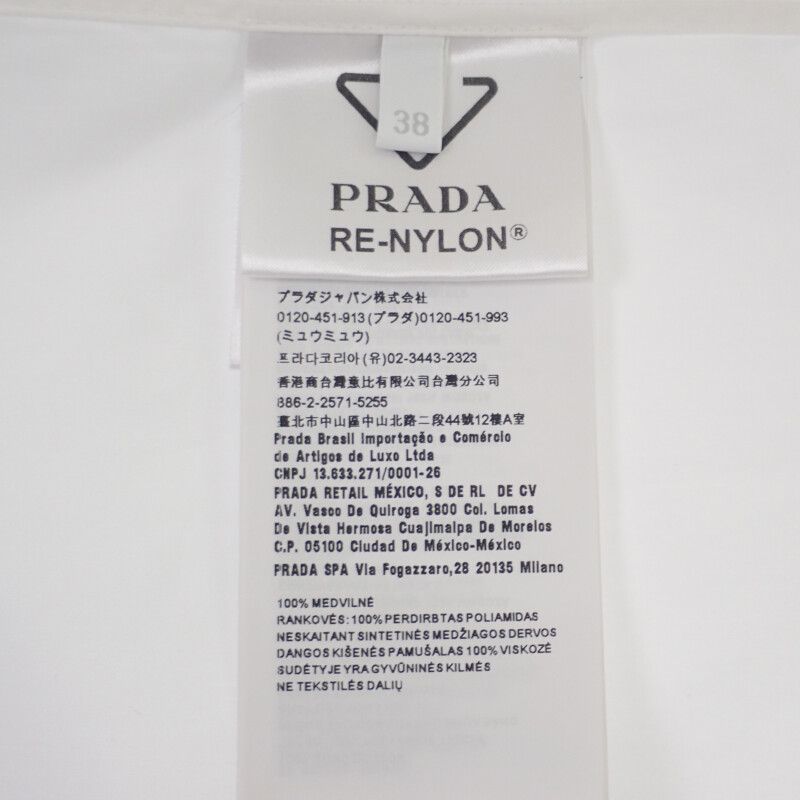 38
PRADA
RE-NYLON®
プラダジャパン株式会社
0120-451-913(プラダ)0120-451-993
(ミュウミュウ)
프라다코리아(유)02-3443-2323
香港商台灣意比有限公司台灣分公司
886-2-2571-5255
臺北市中山區中山北路二段44號12樓A室
Prada Brasil Importação e Comércio
de Artigos de Luxo Ltda
CNPJ 13.633.271/0001-26
PRADA RETAIL MÉXICO, S DE RL DE CV
AV. Vasco De Quiroga 3800 Col. Lomas
De Vista Hermosa Cuajimalpa De Morelos
C.P. 05100 Ciudad De México-México
PRADA SPA Via Fogazzaro,28 20135 Milano
100% MEDVILNĖ
RANKOVĖS: 100% PERDIRBTAS POLIAMIDAS
NESKAITANT SINTETINĖS MEDŽIAGOS DERVOS
DANGOS KIŠENĖS PAMUŠALAS 100% VISKOZĖ
SUDĖTYJE YRA GYVŪNINĖS KILMĖS
NE TEKSTILĖS DALIŲ